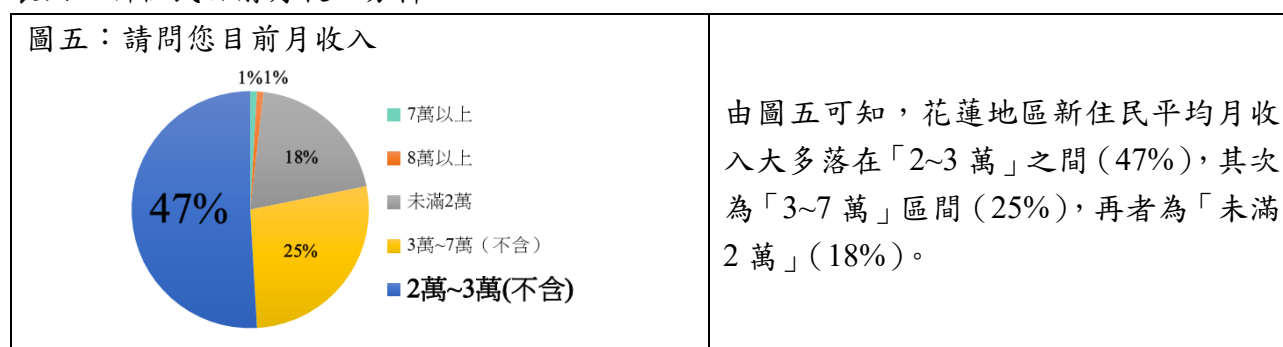 圖五：請問您目前月收入
1%1%
18%
47%
25%
7萬以上
8萬以上
未滿2萬
3萬~7萬（不含）
2萬~3萬(不含)
由圖五可知，花蓮地區新住民平均月收
入大多落在「2~3 萬」之間（47%），其次
為「3~7 萬」區間（25%），再者為「未滿
2 萬」（18%）。